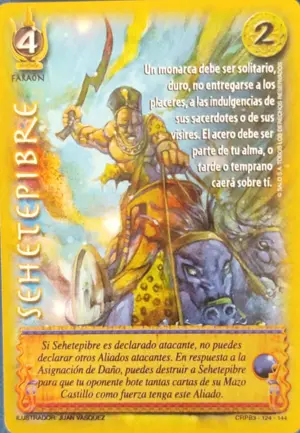 4
2
FARAÓN
Un monarca debe ser solitario,
duro, no entregarse a los
placeres, a las indulgencias de
sus sacerdotes o de sus
visires. El acero debe ser
parte de tu alma, o
tarde o temprano
caerá sobre tí.
SEHETEPIBRE
Si Sehetepibre es declarado atacante, no puedes
declarar otros Aliados atacantes. En respuesta a la
Asignación de Daño, puedes destruir a Sehetepibre
para que tu oponente bote tantas cartas de su Mazo
Castillo como fuerza tenga este Aliado.
ILUSTRADOR: JUAN VASQUEZ